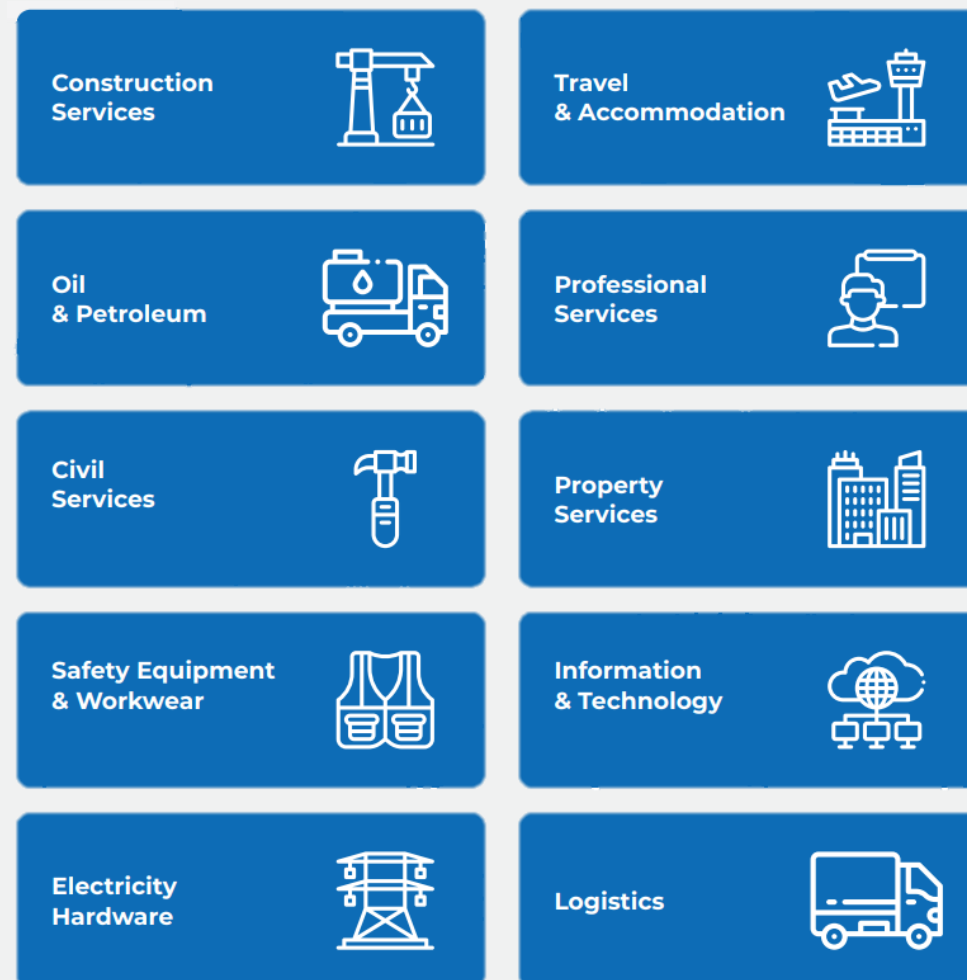 Construction
Services
Travel
& Accommodation
Oil
& Petroleum
Professional
Services
Civil
Services
Property
Services
Safety Equipment
& Workwear
Information
& Technology
Electricity
Hardware
Logistics